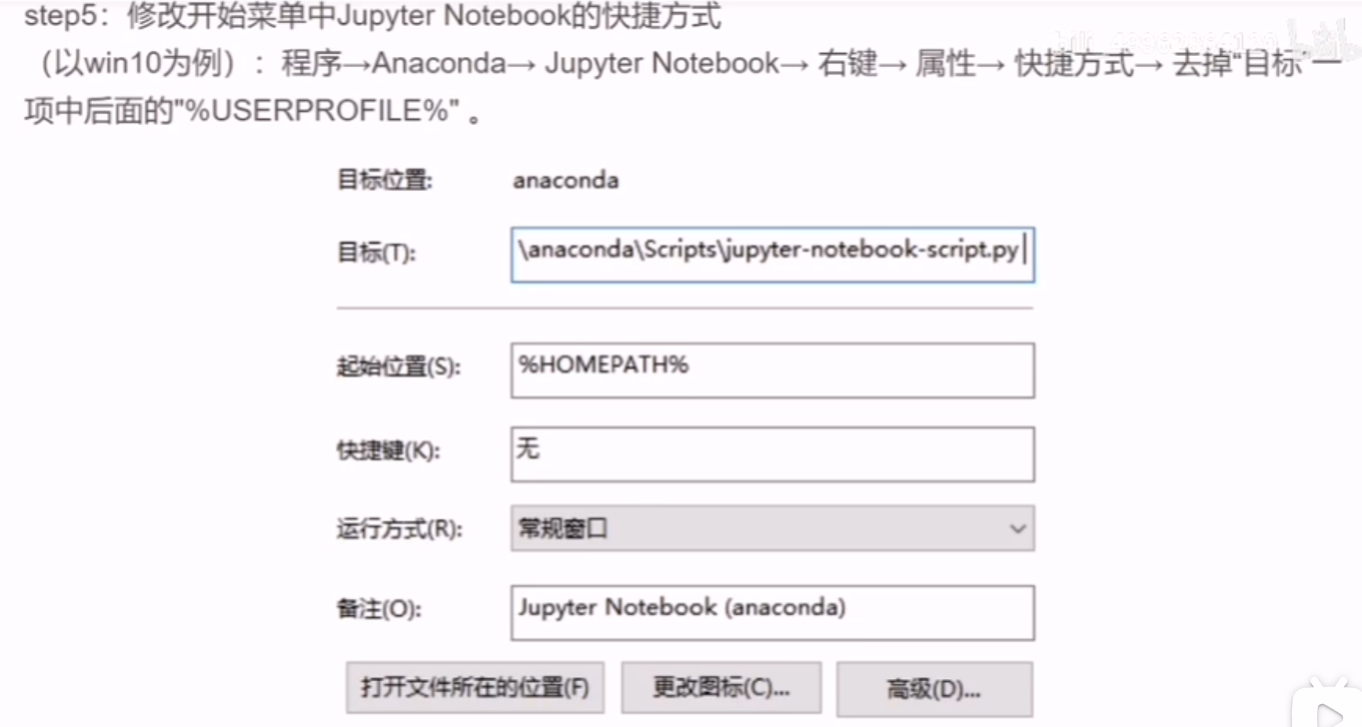 step5：修改开始菜单中Jupyter Notebook的快捷方式
（以win10为例）：程序→Anaconda→ Jupyter Notebook→ 右键→ 属性→ 快捷方式→ 去掉“目标”一
项中后面的"%USERPROFILE%" 。
目标位置: anaconda
目标(T): \anaconda\Scripts\jupyter-notebook-script.py
起始位置(S): %HOMEPATH%
快捷键(K): 无
运行方式(R): 常规窗口
备注(O): Jupyter Notebook (anaconda)
打开文件所在的位置(F) 更改图标(C)... 高级(D)...